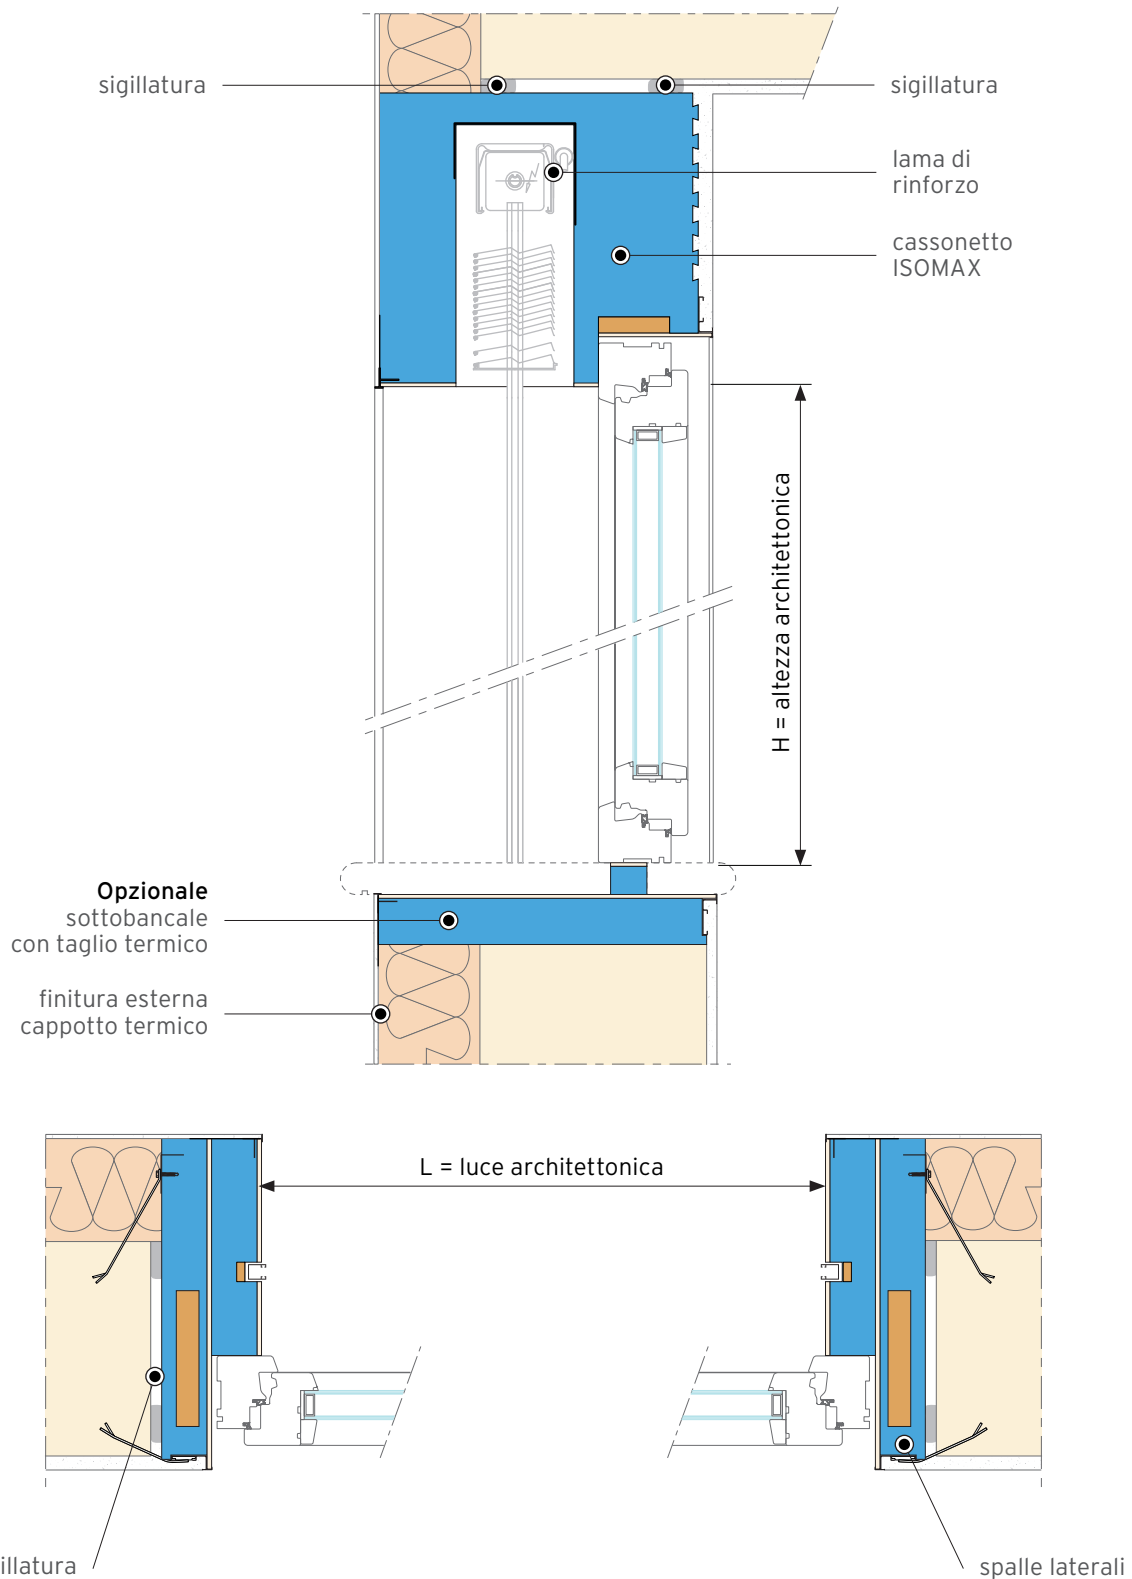 sigillatura
sigillatura
lama di
rinforzo
cassonetto
ISOMAX
H = altezza architettonica
Opzionale
sottobancale
con taglio termico
finitura esterna
cappotto termico
L = luce architettonica
illatura
spalle laterali